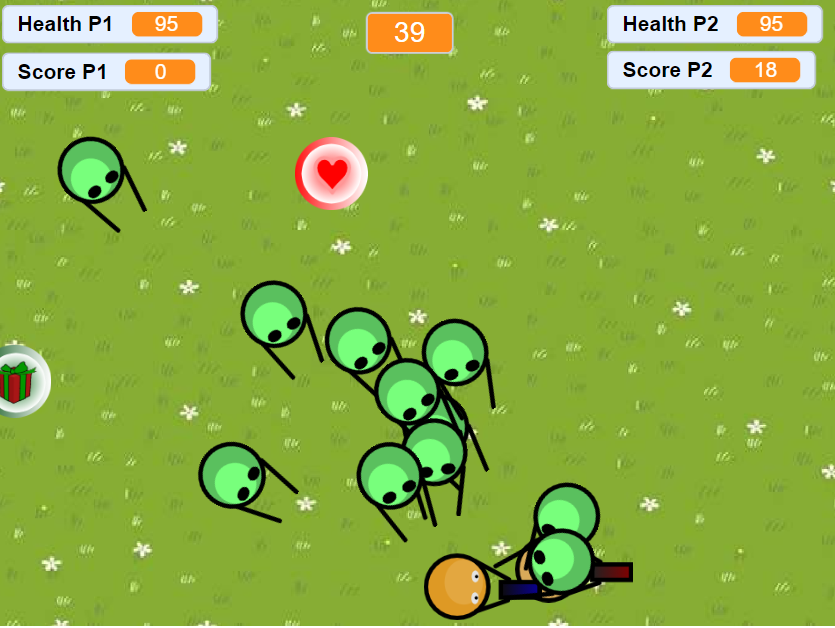 Health P1 95
Score P1 0
39
Health P2 95
Score P2 18